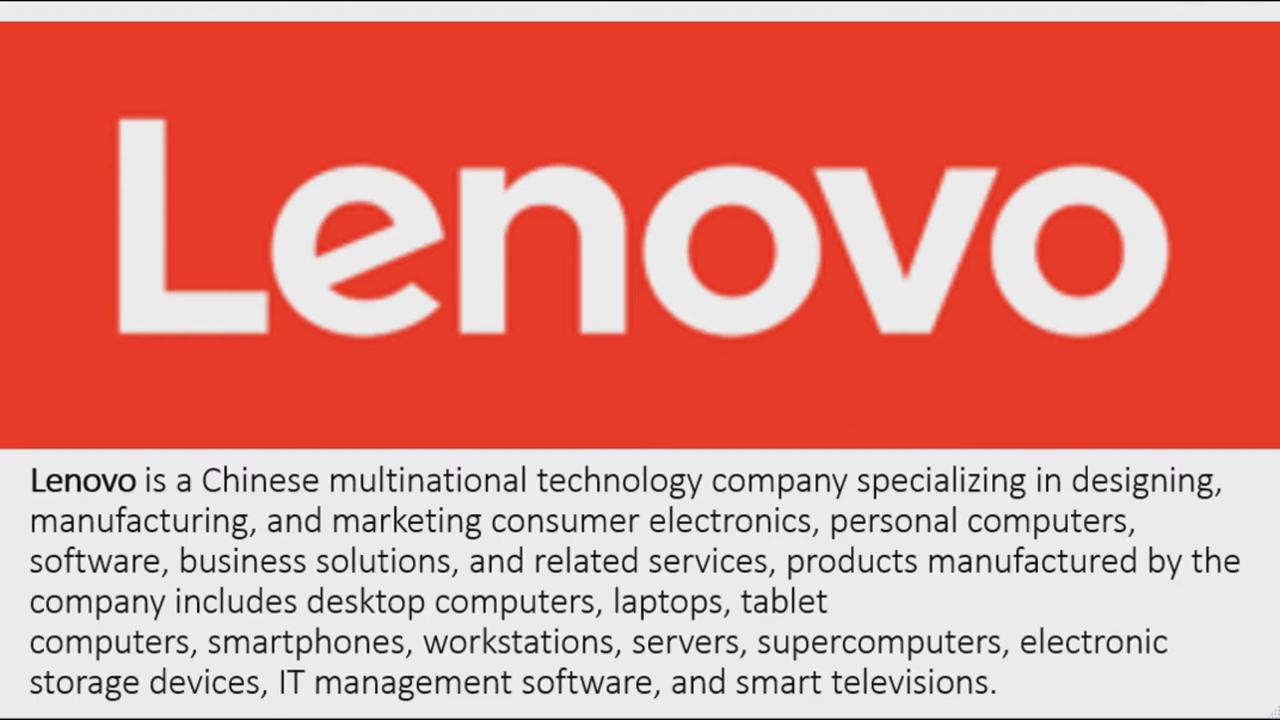 Lenovo
Lenovo is a Chinese multinational technology company specializing in designing,
manufacturing, and marketing consumer electronics, personal computers,
software, business solutions, and related services, products manufactured by the
company includes desktop computers, laptops, tablet
computers, smartphones, workstations, servers, supercomputers, electronic
storage devices, IT management software, and smart televisions.